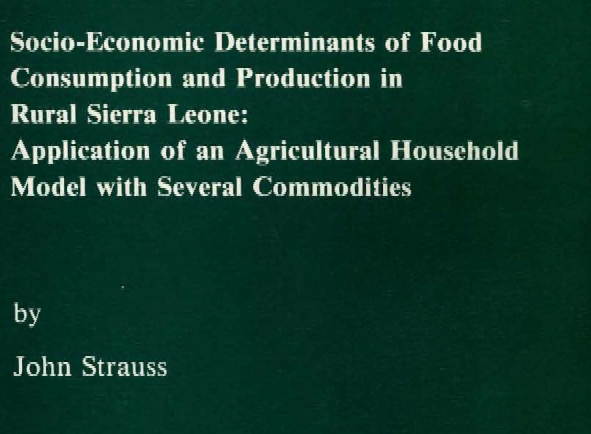 Socio-Economic Determinants of Food
Consumption and Production in
Rural Sierra Leone:
Application of an Agricultural Household
Model with Several Commodities
by
John Strauss